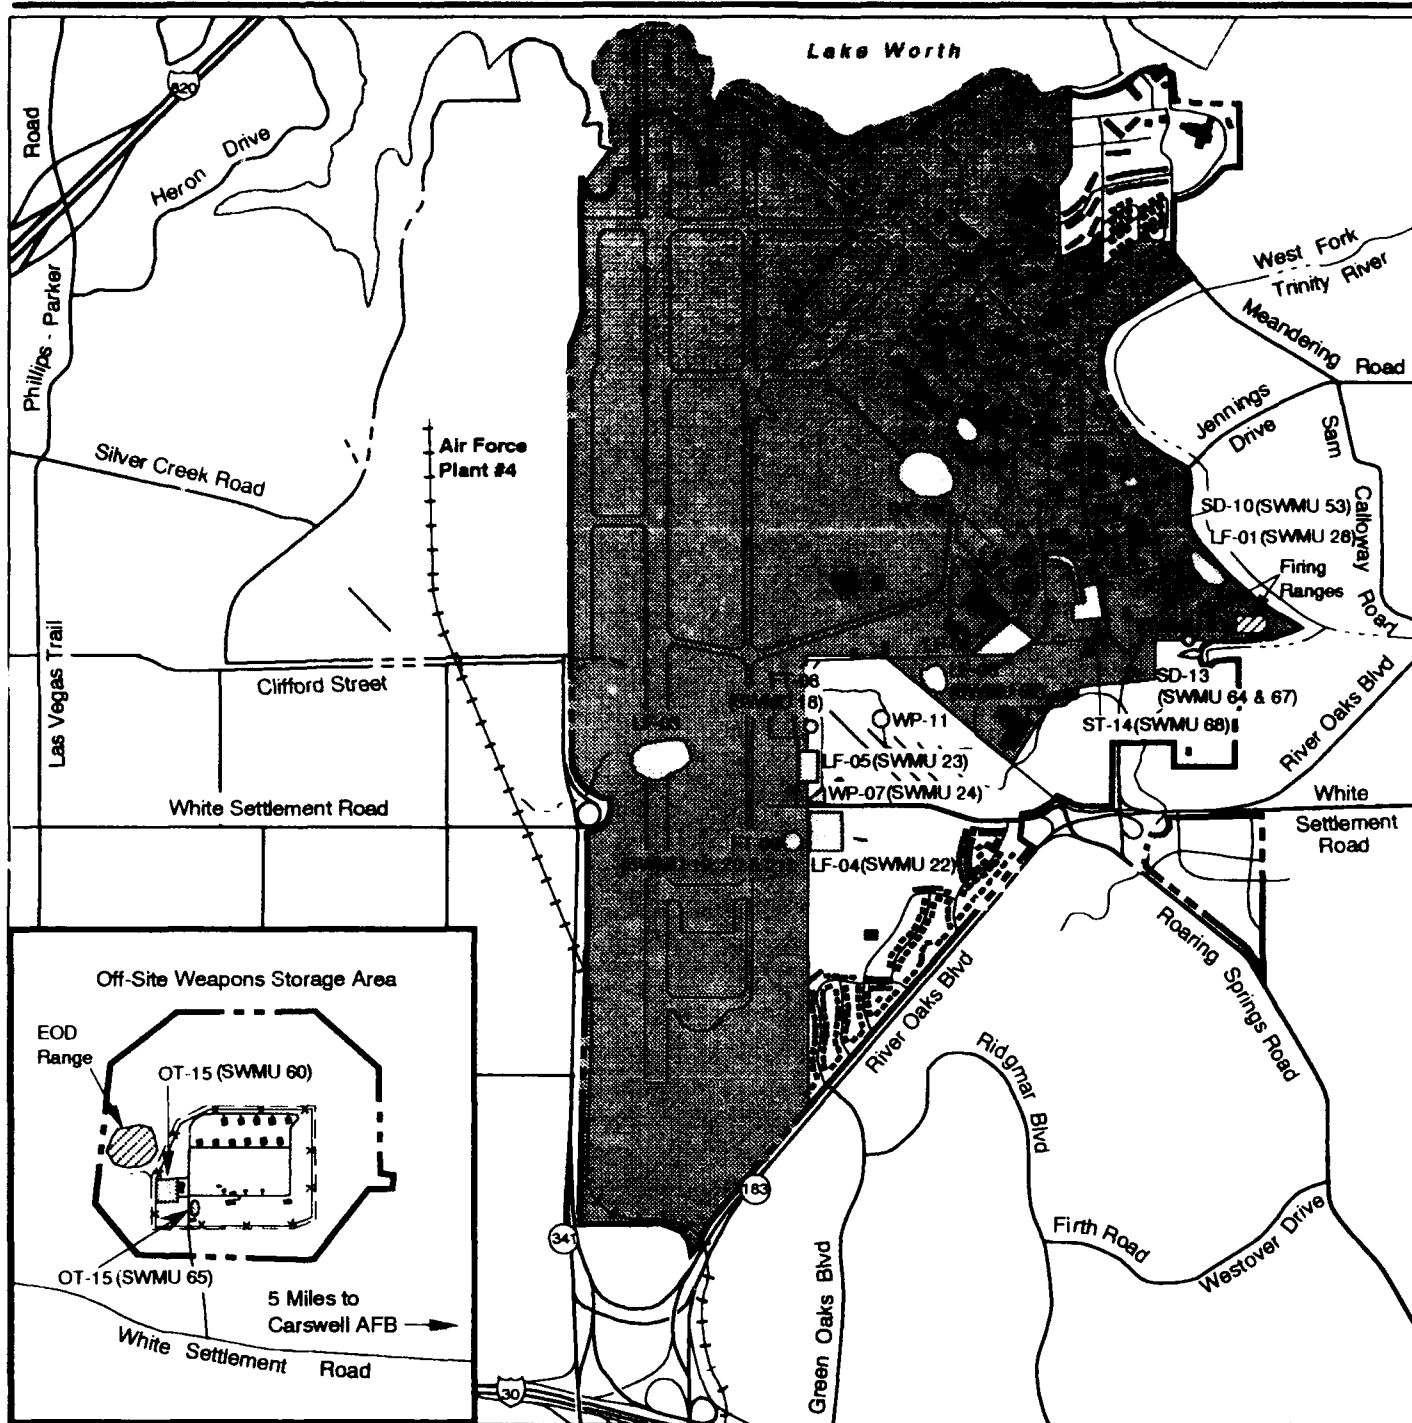 Lake Worth
820
Road
Heron Drive
Phillips - Parker
West Fork
Trinity River
Meandering
Road
Jennings
Drive
Sam
Calloway
Road
Air Force
Plant #4
Silver Creek Road
SD-10(SWMU 53)
LF-01(SWMU 28)
Firing
Ranges
Las Vegas Trail
Clifford Street
SD-13
(SWMU 64 & 67)
ST-14(SWMU 68)
WP-11
LF-05(SWMU 23)
WP-07(SWMU 24)
River Oaks Blvd
White Settlement Road
White
Settlement
Road
LF-04(SWMU 22)
Roaring Springs Road
River Oaks Blvd
Ridgmar Blvd
Off-Site Weapons Storage Area
EOD
Range
OT-15 (SWMU 60)
OT-15 (SWMU 65)
5 Miles to
Carswell AFB
White Settlement Road
183
341
Firth Road
Westover Drive
Green Oaks Blvd
30